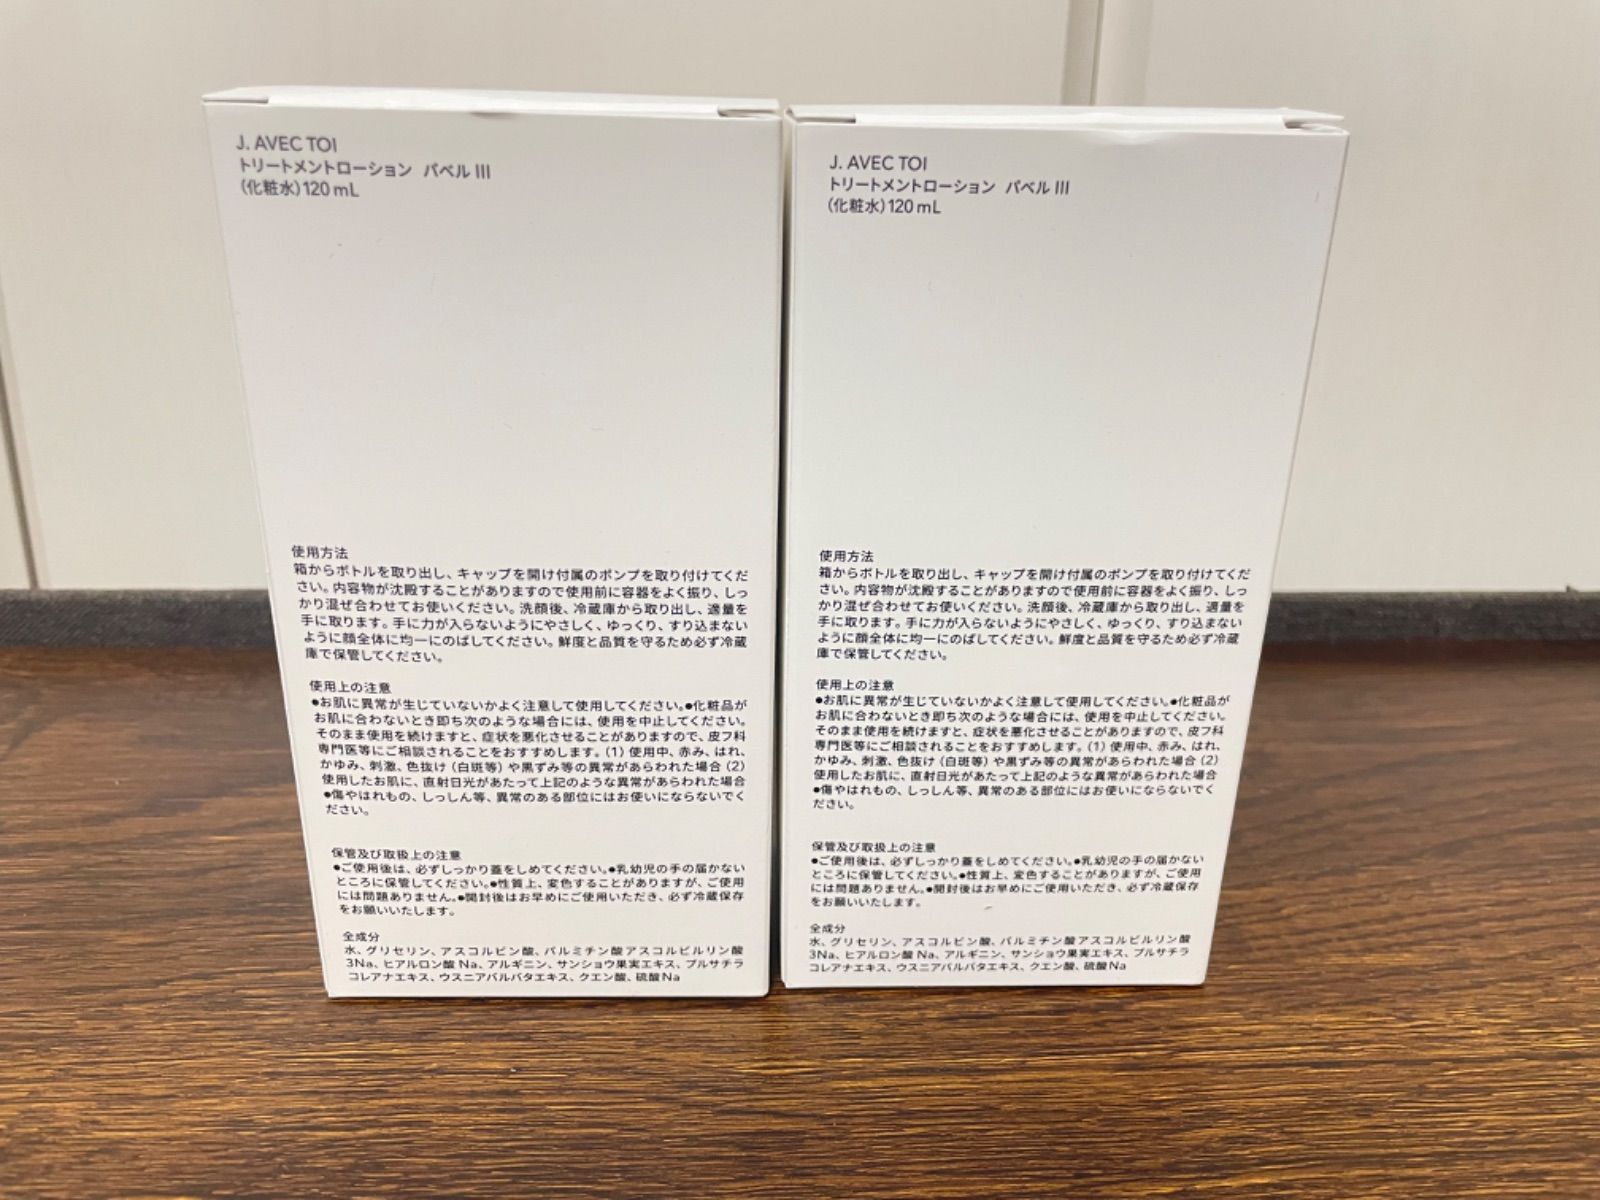 J. AVEC TOI
トリートメントローション バベル III
(化粧水)120 mL
使用方法
箱からボトルを取り出し、キャップを開け付属のポンプを取り付けてくだ
さい。内容物が沈殿することがありますので使用前に容器をよく振り、しっ
かり混ぜ合わせてお使いください。洗顔後、冷蔵庫から取り出し、適量を
手に取ります。手に力が入らないようにやさしく、ゆっくり、すり込まない
ように顔全体に均一にのばしてください。鮮度と品質を守るため必ず冷蔵
庫で保管してください。
使用上の注意
●お肌に異常が生じていないかよく注意して使用してください。●化粧品が
お肌に合わないとき即ち次のような場合には、使用を中止してください。
そのまま使用を続けますと、症状を悪化させることがありますので、皮フ科
専門医等にご相談されることをおすすめします。(1) 使用中、赤み、はれ、
かゆみ、刺激、色抜け (白斑等) や黒ずみ等の異常があらわれた場合 (2)
使用したお肌に、直射日光があたって上記のような異常があらわれた場合
●傷やはれもの、しっしん等、異常のある部位にはお使いにならないでく
ださい。
保管及び取扱上の注意
●ご使用後は、必ずしっかり蓋をしめてください。●乳幼児の手の届かない
ところに保管してください。●性質上、変色することがありますが、ご使用
には問題ありません。●開封後はお早めにご使用いただき、必ず冷蔵保存
をお願いいたします。
全成分
水、グリセリン、アスコルビン酸、パルミチン酸アスコルビルリン酸
3Na、ヒアルロン酸 Na、アルギニン、サンショウ果実エキス、プルサチラ
コレアナエキス、ウスニアバルバタエキス、クエン酸、硫酸Na
J. AVEC TOI
トリートメントローション バベル III
(化粧水)120 mL
使用方法
箱からボトルを取り出し、キャップを開け付属のポンプを取り付けてくだ
さい。内容物が沈殿することがありますので使用前に容器をよく振り、しっ
かり混ぜ合わせてお使いください。洗顔後、冷蔵庫から取り出し、適量を
手に取ります。手に力が入らないようにやさしく、ゆっくり、すり込まない
ように顔全体に均一にのばしてください。鮮度と品質を守るため必ず冷蔵
庫で保管してください。
使用上の注意
●お肌に異常が生じていないかよく注意して使用してください。●化粧品が
お肌に合わないとき即ち次のような場合には、使用を中止してください。
そのまま使用を続けますと、症状を悪化させることがありますので、皮フ科
専門医等にご相談されることをおすすめします。(1) 使用中、赤み、はれ、
かゆみ、刺激、色抜け (白斑等) や黒ずみ等の異常があらわれた場合 (2)
使用したお肌に、直射日光があたって上記のような異常があらわれた場合
●傷やはれもの、しっしん等、異常のある部位にはお使いにならないでく
ださい。
保管及び取扱上の注意
●ご使用後は、必ずしっかり蓋をしめてください。●乳幼児の手の届かない
ところに保管してください。●性質上、変色することがありますが、ご使用
には問題ありません。●開封後はお早めにご使用いただき、必ず冷蔵保存
をお願いいたします。
全成分
水、グリセリン、アスコルビン酸、パルミチン酸アスコルビルリン酸
3Na、ヒアルロン酸 Na、アルギニン、サンショウ果実エキス、プルサチラ
コレアナエキス、ウスニアバルバタエキス、クエン酸、硫酸Na